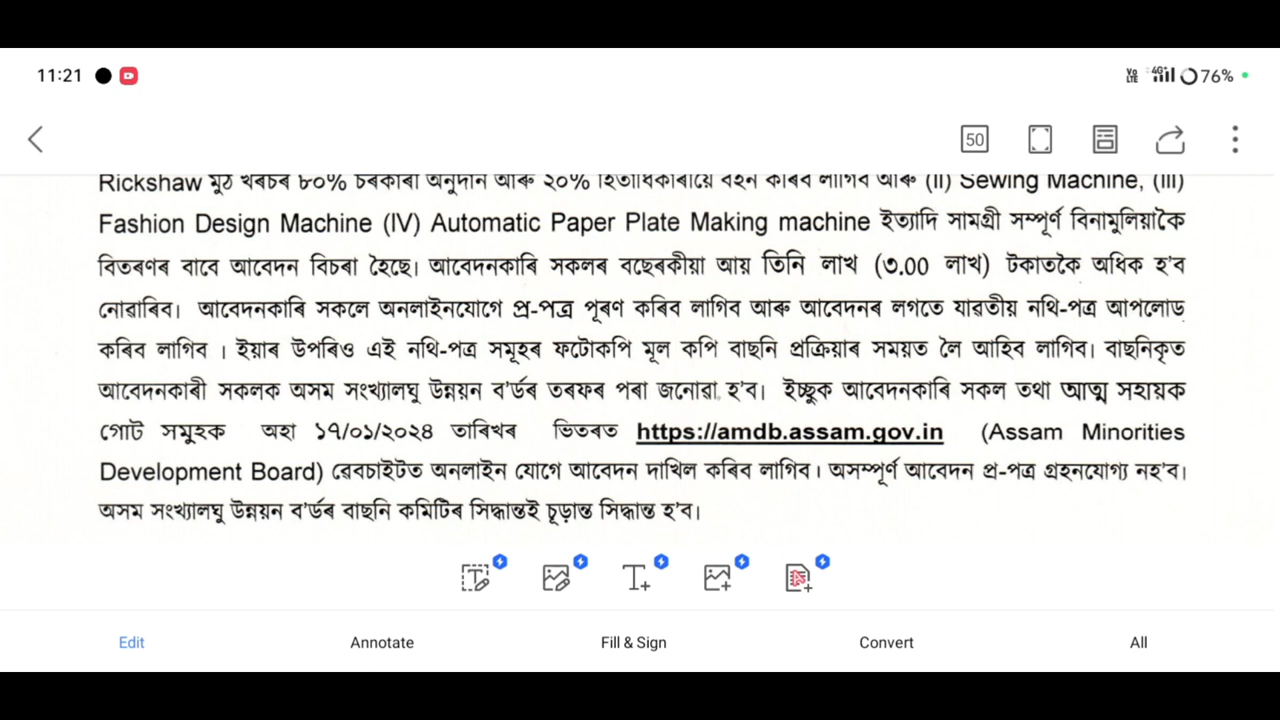 11:21
Vo LTE 4G+ 76%
50
Rickshaw মুঠ খৰচৰ ৮০% চৰকাৰী অনুদান আৰু ২০% হিতাধিকাৰীয়ে বহন কৰিব লাগিব আৰু (II) Sewing Machine, (III)
Fashion Design Machine (IV) Automatic Paper Plate Making machine ইত্যাদি সামগ্ৰী সম্পূৰ্ণ বিনামূলিয়াকৈ
বিতৰণৰ বাবে আবেদন বিচৰা হৈছে। আবেদনকাৰি সকলৰ বছেৰকীয়া আয় তিনি লাখ (৩.00 লাখ) টকাতকৈ অধিক হ'ব
নোৱাৰিব। আবেদনকাৰি সকলে অনলাইনযোগে প্ৰ-পত্ৰ পূৰণ কৰিব লাগিব আৰু আবেদনৰ লগতে যাৱতীয় নথি-পত্ৰ আপলোড
কৰিব লাগিব । ইয়াৰ উপৰিও এই নথি-পত্ৰ সমূহৰ ফটোকপি মূল কপি বাছনি প্ৰক্ৰিয়াৰ সময়ত লৈ আহিব লাগিব। বাছনিকৃত
আবেদনকাৰী সকলক অসম সংখ্যালঘু উন্নয়ন ব'ৰ্ডৰ তৰফৰ পৰা জনোৱা হ'ব। ইচ্ছুক আবেদনকাৰি সকল তথা আত্ম সহায়ক
গোট সমুহক অহা ১৭/০১/২০২৪ তাৰিখৰ ভিতৰত https://amdb.assam.gov.in (Assam Minorities
Development Board) ৱেবচাইটত অনলাইন যোগে আবেদন দাখিল কৰিব লাগিব। অসম্পূৰ্ণ আবেদন প্ৰ-পত্ৰ গ্ৰহনযোগ্য নহ'ব।
অসম সংখ্যালঘু উন্নয়ন ব'ৰ্ডৰ বাছনি কমিটিৰ সিদ্ধান্তই চূড়ান্ত সিদ্ধান্ত হ'ব।
Edit Annotate Fill & Sign Convert All